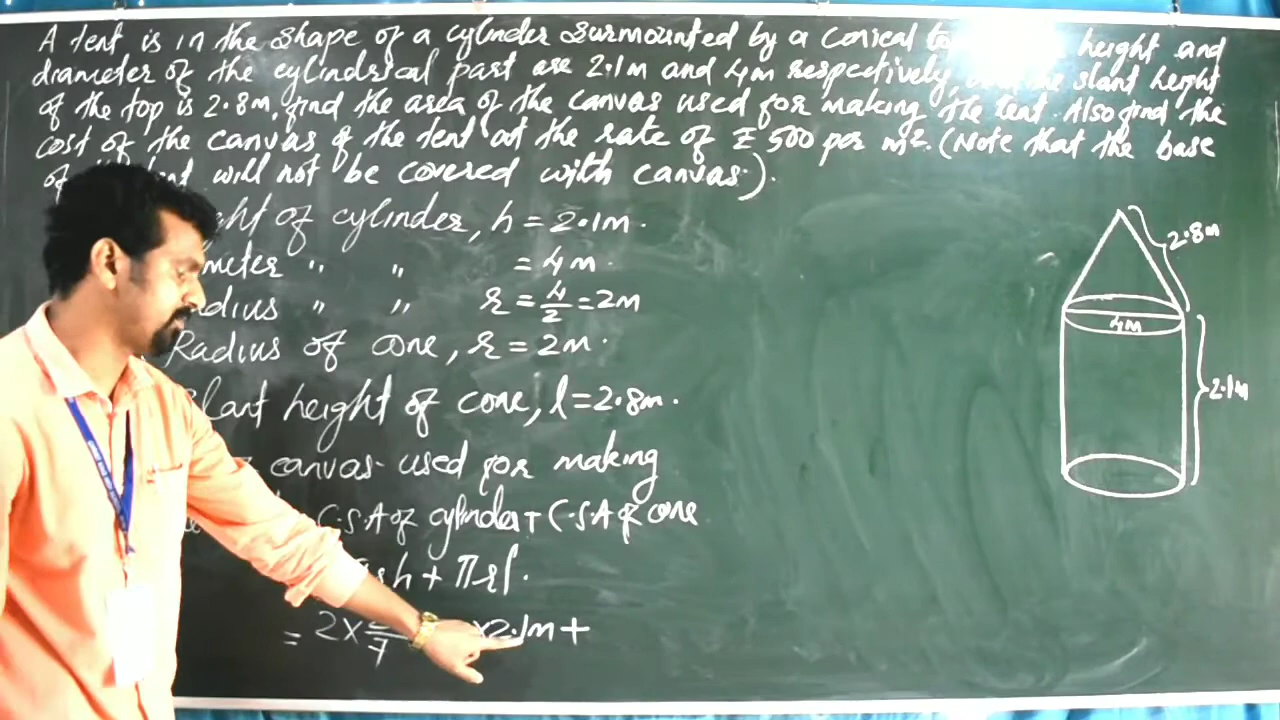 A tent is in the shape of a cylinder surmounted by a conical height and
diameter of the cylindrical part are 2.1m and 4m respectively, slant height
of the top is 2.8m, find the area of the canvas used for making the tent. Also find the
cost of the canvas of the tent at the rate of ₹ 500 per m². (Note that the base
of will not be covered with canvas.).
of cylinder, h = 2.1m.
" " = 4m.
" " r = 4/2 = 2m
Radius of cone, r = 2m.
Slant height of cone, l = 2.8m.
canvas used for making
C.S.A of cylinder + C.S.A of cone
h + πrl.
= 2× ×2.1m +
2.8m
4m
2.1m